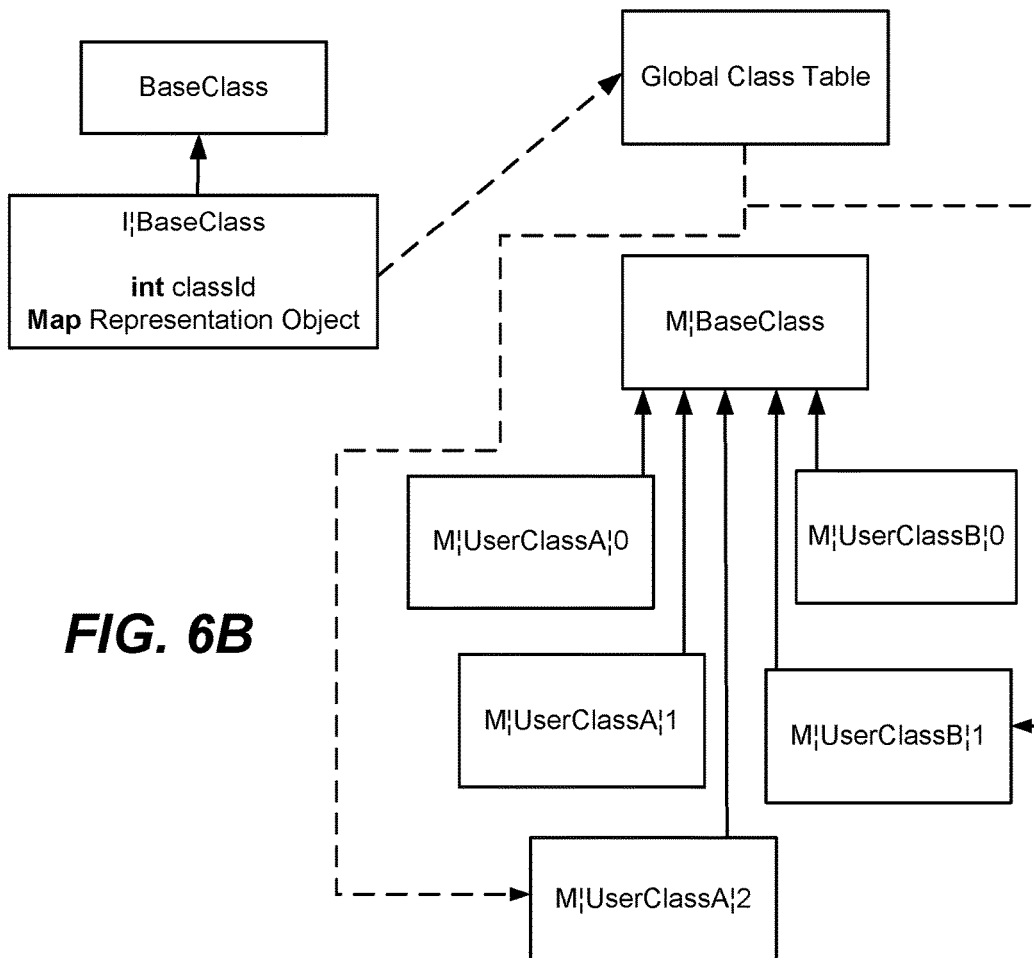 BaseClass
Global Class Table
I¦BaseClass
int classId
Map Representation Object
M¦BaseClass
M¦UserClassA¦0
M¦UserClassB¦0
FIG. 6B
M¦UserClassA¦1
M¦UserClassB¦1
M¦UserClassA¦2